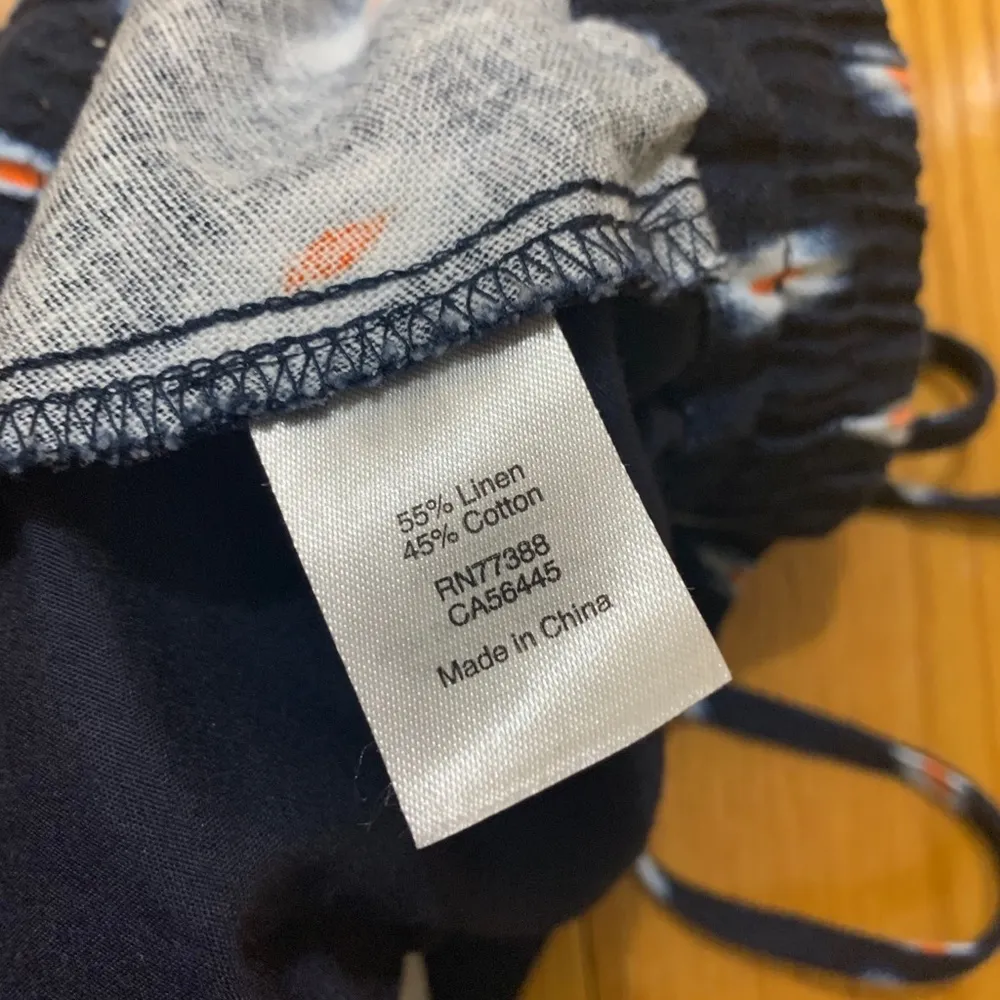 55% Linen
45% Cotton
RN77388
CA56445
Made in China